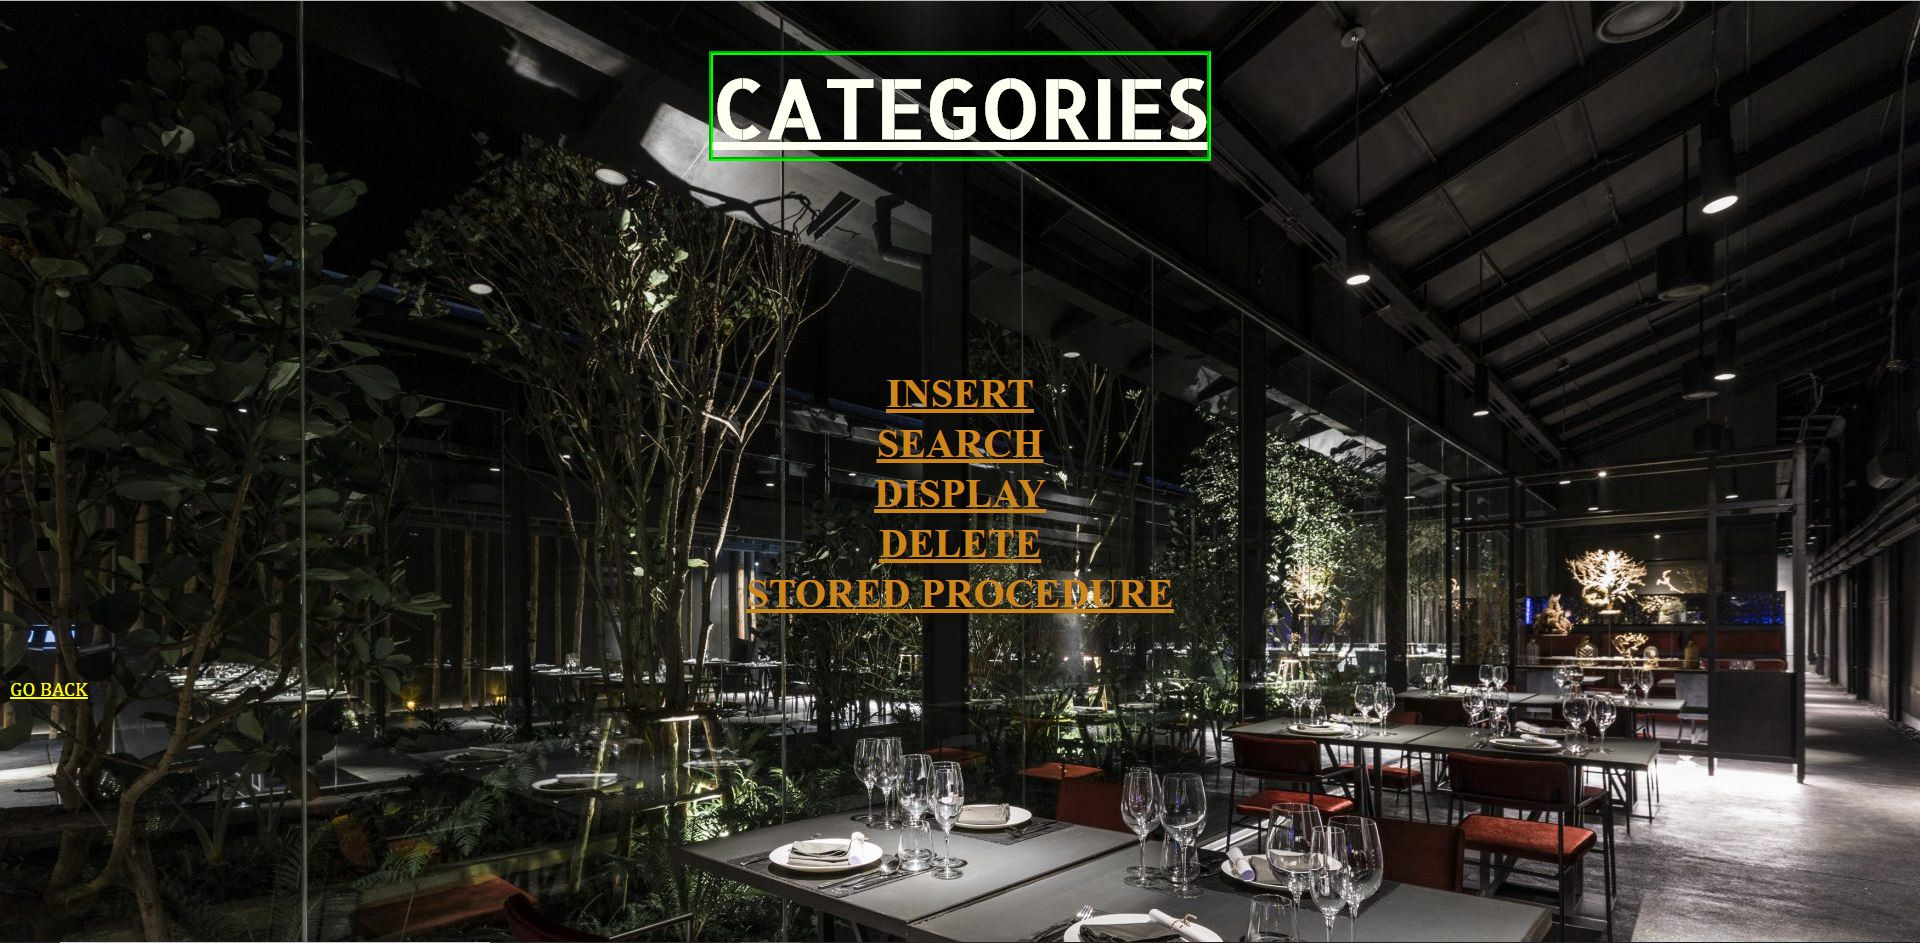 CATEGORIES
INSERT
SEARCH
DISPLAY
DELETE
STORED PROCEDURE
GO BACK